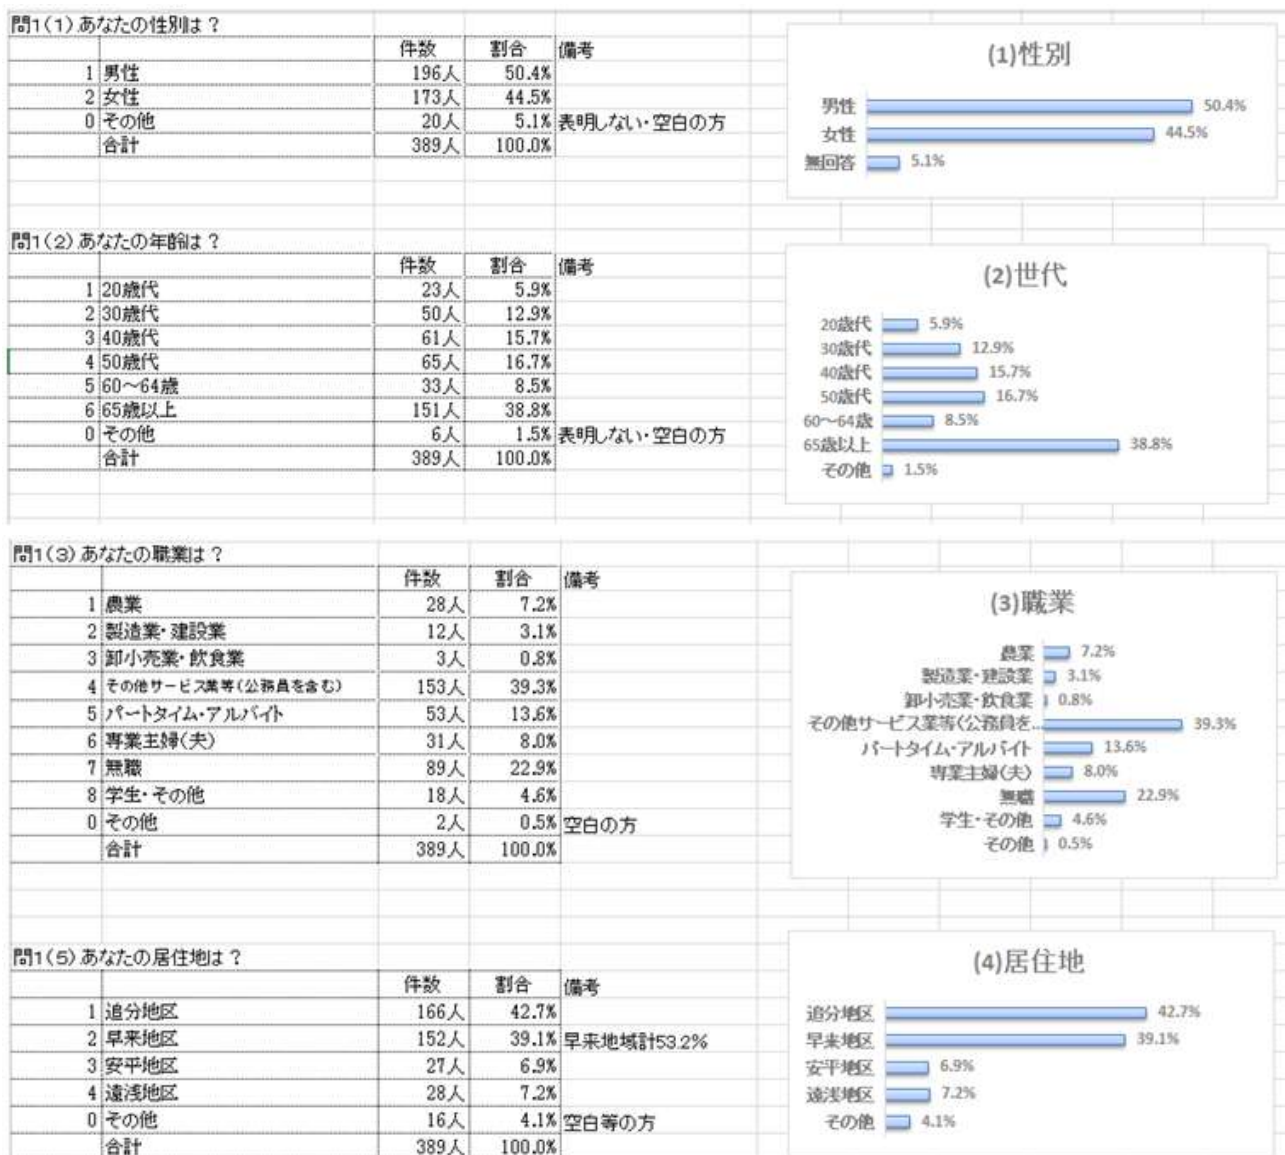 問1(1)あなたの性別は？
件数 割合 備考
1 男性 196人 50.4%
2 女性 173人 44.5%
0 その他 20人 5.1% 表明しない・空白の方
合計 389人 100.0%
(1)性別
男性 50.4%
女性 44.5%
無回答 5.1%
問1(2)あなたの年齢は？
件数 割合 備考
1 20歳代 23人 5.9%
2 30歳代 50人 12.9%
3 40歳代 61人 15.7%
4 50歳代 65人 16.7%
5 60～64歳 33人 8.5%
6 65歳以上 151人 38.8%
0 その他 6人 1.5% 表明しない・空白の方
合計 389人 100.0%
(2)世代
20歳代 5.9%
30歳代 12.9%
40歳代 15.7%
50歳代 16.7%
60～64歳 8.5%
65歳以上 38.8%
その他 1.5%
問1(3)あなたの職業は？
件数 割合 備考
1 農業 28人 7.2%
2 製造業・建設業 12人 3.1%
3 卸小売業・飲食業 3人 0.8%
4 その他サービス業等(公務員を含む) 153人 39.3%
5 パートタイム・アルバイト 53人 13.6%
6 専業主婦(夫) 31人 8.0%
7 無職 89人 22.9%
8 学生・その他 18人 4.6%
0 その他 2人 0.5% 空白の方
合計 389人 100.0%
(3)職業
農業 7.2%
製造業・建設業 3.1%
卸小売業・飲食業 0.8%
その他サービス業等(公務員を… 39.3%
パートタイム・アルバイト 13.6%
専業主婦(夫) 8.0%
無職 22.9%
学生・その他 4.6%
その他 0.5%
問1(5)あなたの居住地は？
件数 割合 備考
1 追分地区 166人 42.7%
2 早来地区 152人 39.1% 早来地域計53.2%
3 安平地区 27人 6.9%
4 遠浅地区 28人 7.2%
0 その他 16人 4.1% 空白等の方
合計 389人 100.0%
(4)居住地
追分地区 42.7%
早来地区 39.1%
安平地区 6.9%
遠浅地区 7.2%
その他 4.1%